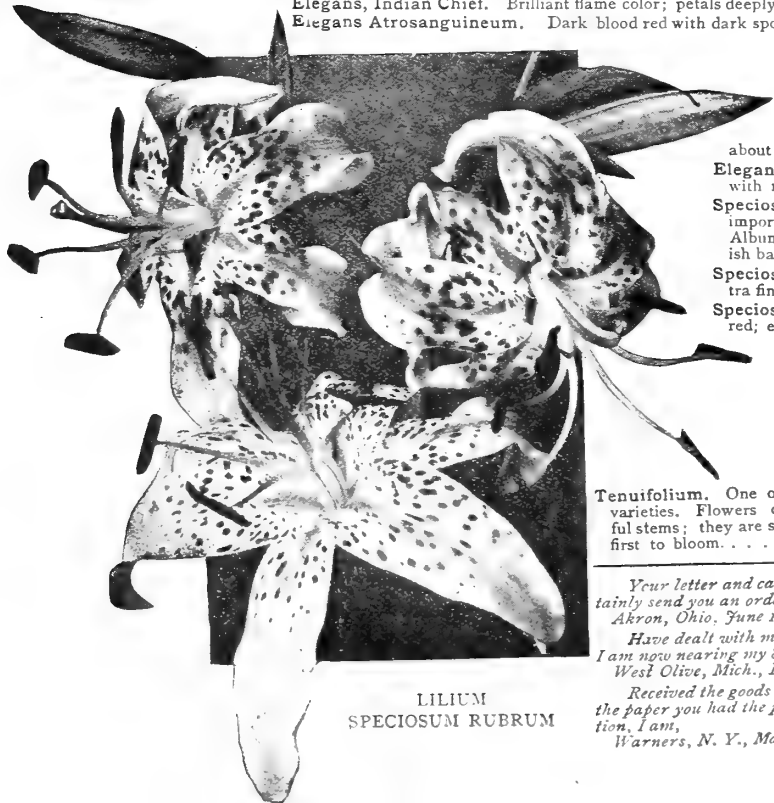 Elegans, Indian Chief. Brilliant flame color; petals deeply
Elegans Atrosanguineum. Dark blood red with dark spo
about
Elegan
with
Specios
impor
Album
ish ba
Specios
tra fin
Specios
red; e
Tenuifolium. One o
varieties. Flowers
ful stems; they are s
first to bloom. . . . .
Your letter and ca
tainly send you an ord
Akron, Ohio, June
Have dealt with m
I am now nearing my
West Olive, Mich.,
Received the goods
the paper you had the
tion, I am,
Warners, N. Y., Ma
LILIUM
SPECIOSUM RUBRUM